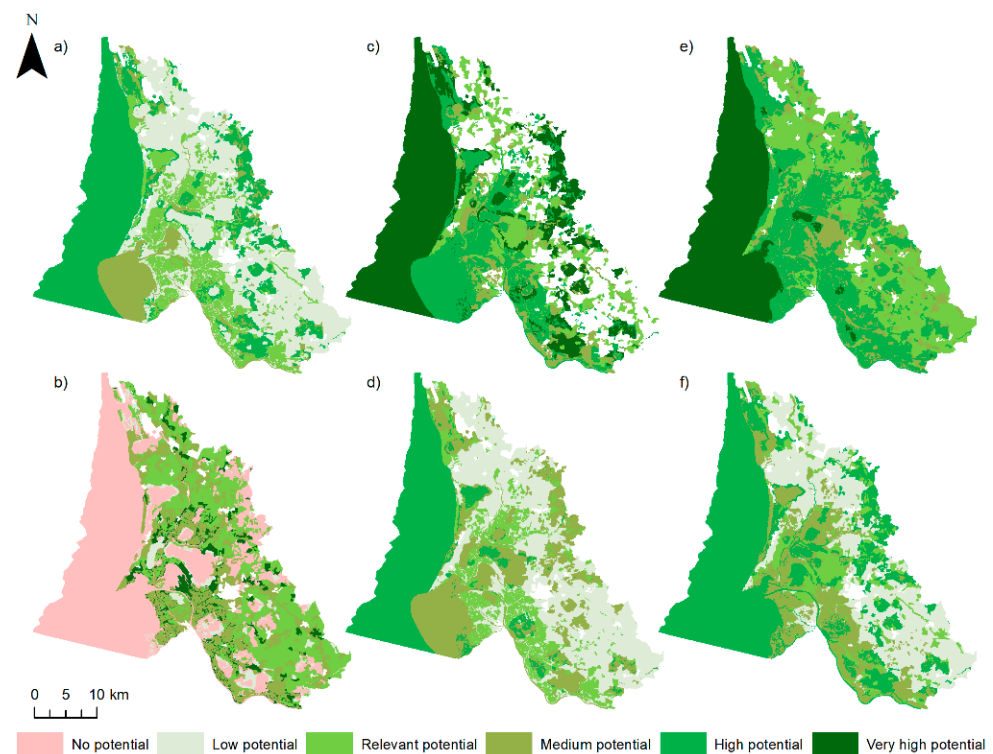 N
a)
c)
e)
b)
d)
f)
0 5 10 km
No potential
Low potential
Relevant potential
Medium potential
High potential
Very high potential